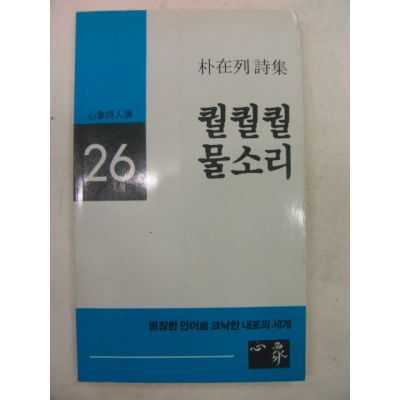 朴在列 詩集
퀄퀄퀄
물소리
心象詩人選
26
명징한 언어로 크낙한 내포의 세계
心象